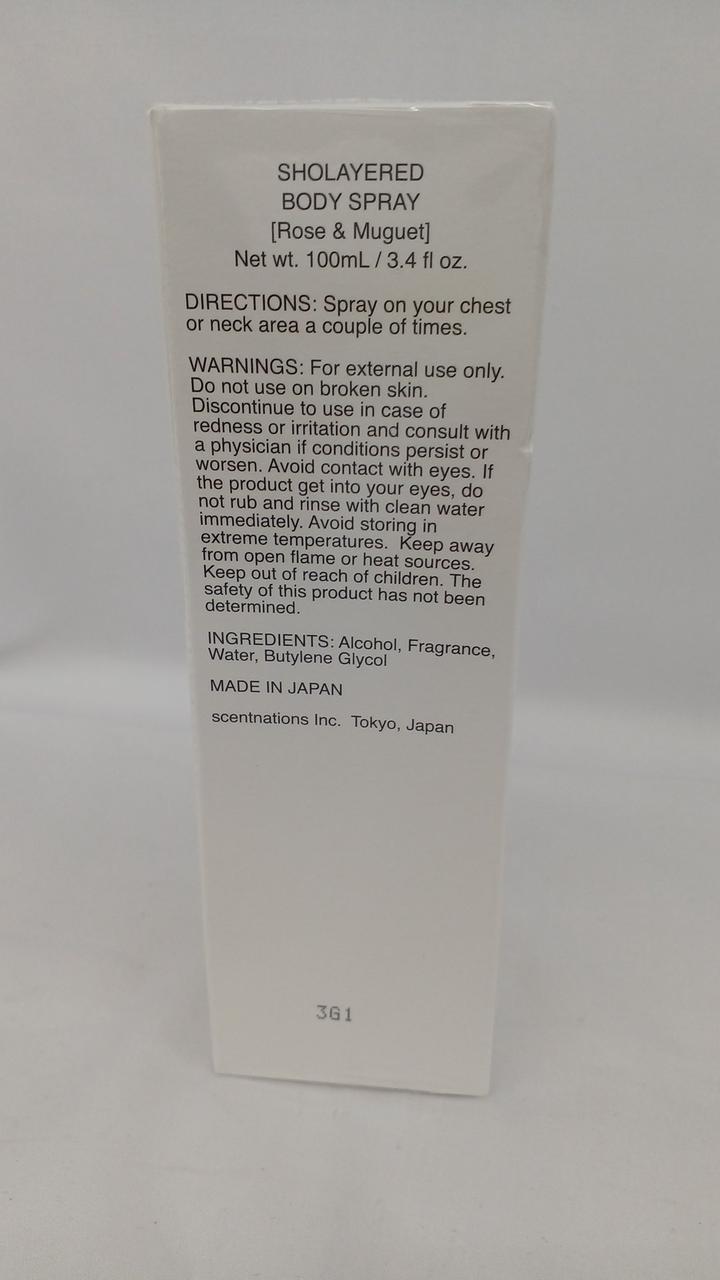 SHOLAYERED
BODY SPRAY
[Rose & Muguet]
Net wt. 100mL / 3.4 fl oz.
DIRECTIONS: Spray on your chest
or neck area a couple of times.
WARNINGS: For external use only.
Do not use on broken skin.
Discontinue to use in case of
redness or irritation and consult with
a physician if conditions persist or
worsen. Avoid contact with eyes. If
the product get into your eyes, do
not rub and rinse with clean water
immediately. Avoid storing in
extreme temperatures.  Keep away
from open flame or heat sources.
Keep out of reach of children. The
safety of this product has not been
determined.
INGREDIENTS: Alcohol, Fragrance,
Water, Butylene Glycol
MADE IN JAPAN
scentnations Inc.  Tokyo, Japan
3G1